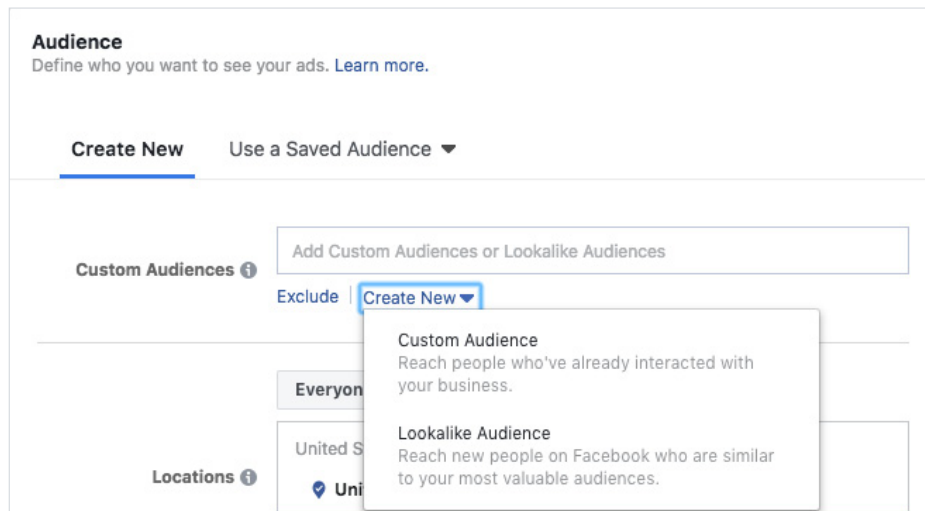 Audience
Define who you want to see your ads. Learn more.
Create New
Use a Saved Audience
Custom Audiences
Add Custom Audiences or Lookalike Audiences
Exclude | Create New
Custom Audience
Reach people who've already interacted with
your business.
Lookalike Audience
Reach new people on Facebook who are similar
to your most valuable audiences.
Everyon
United S
Locations
Uni